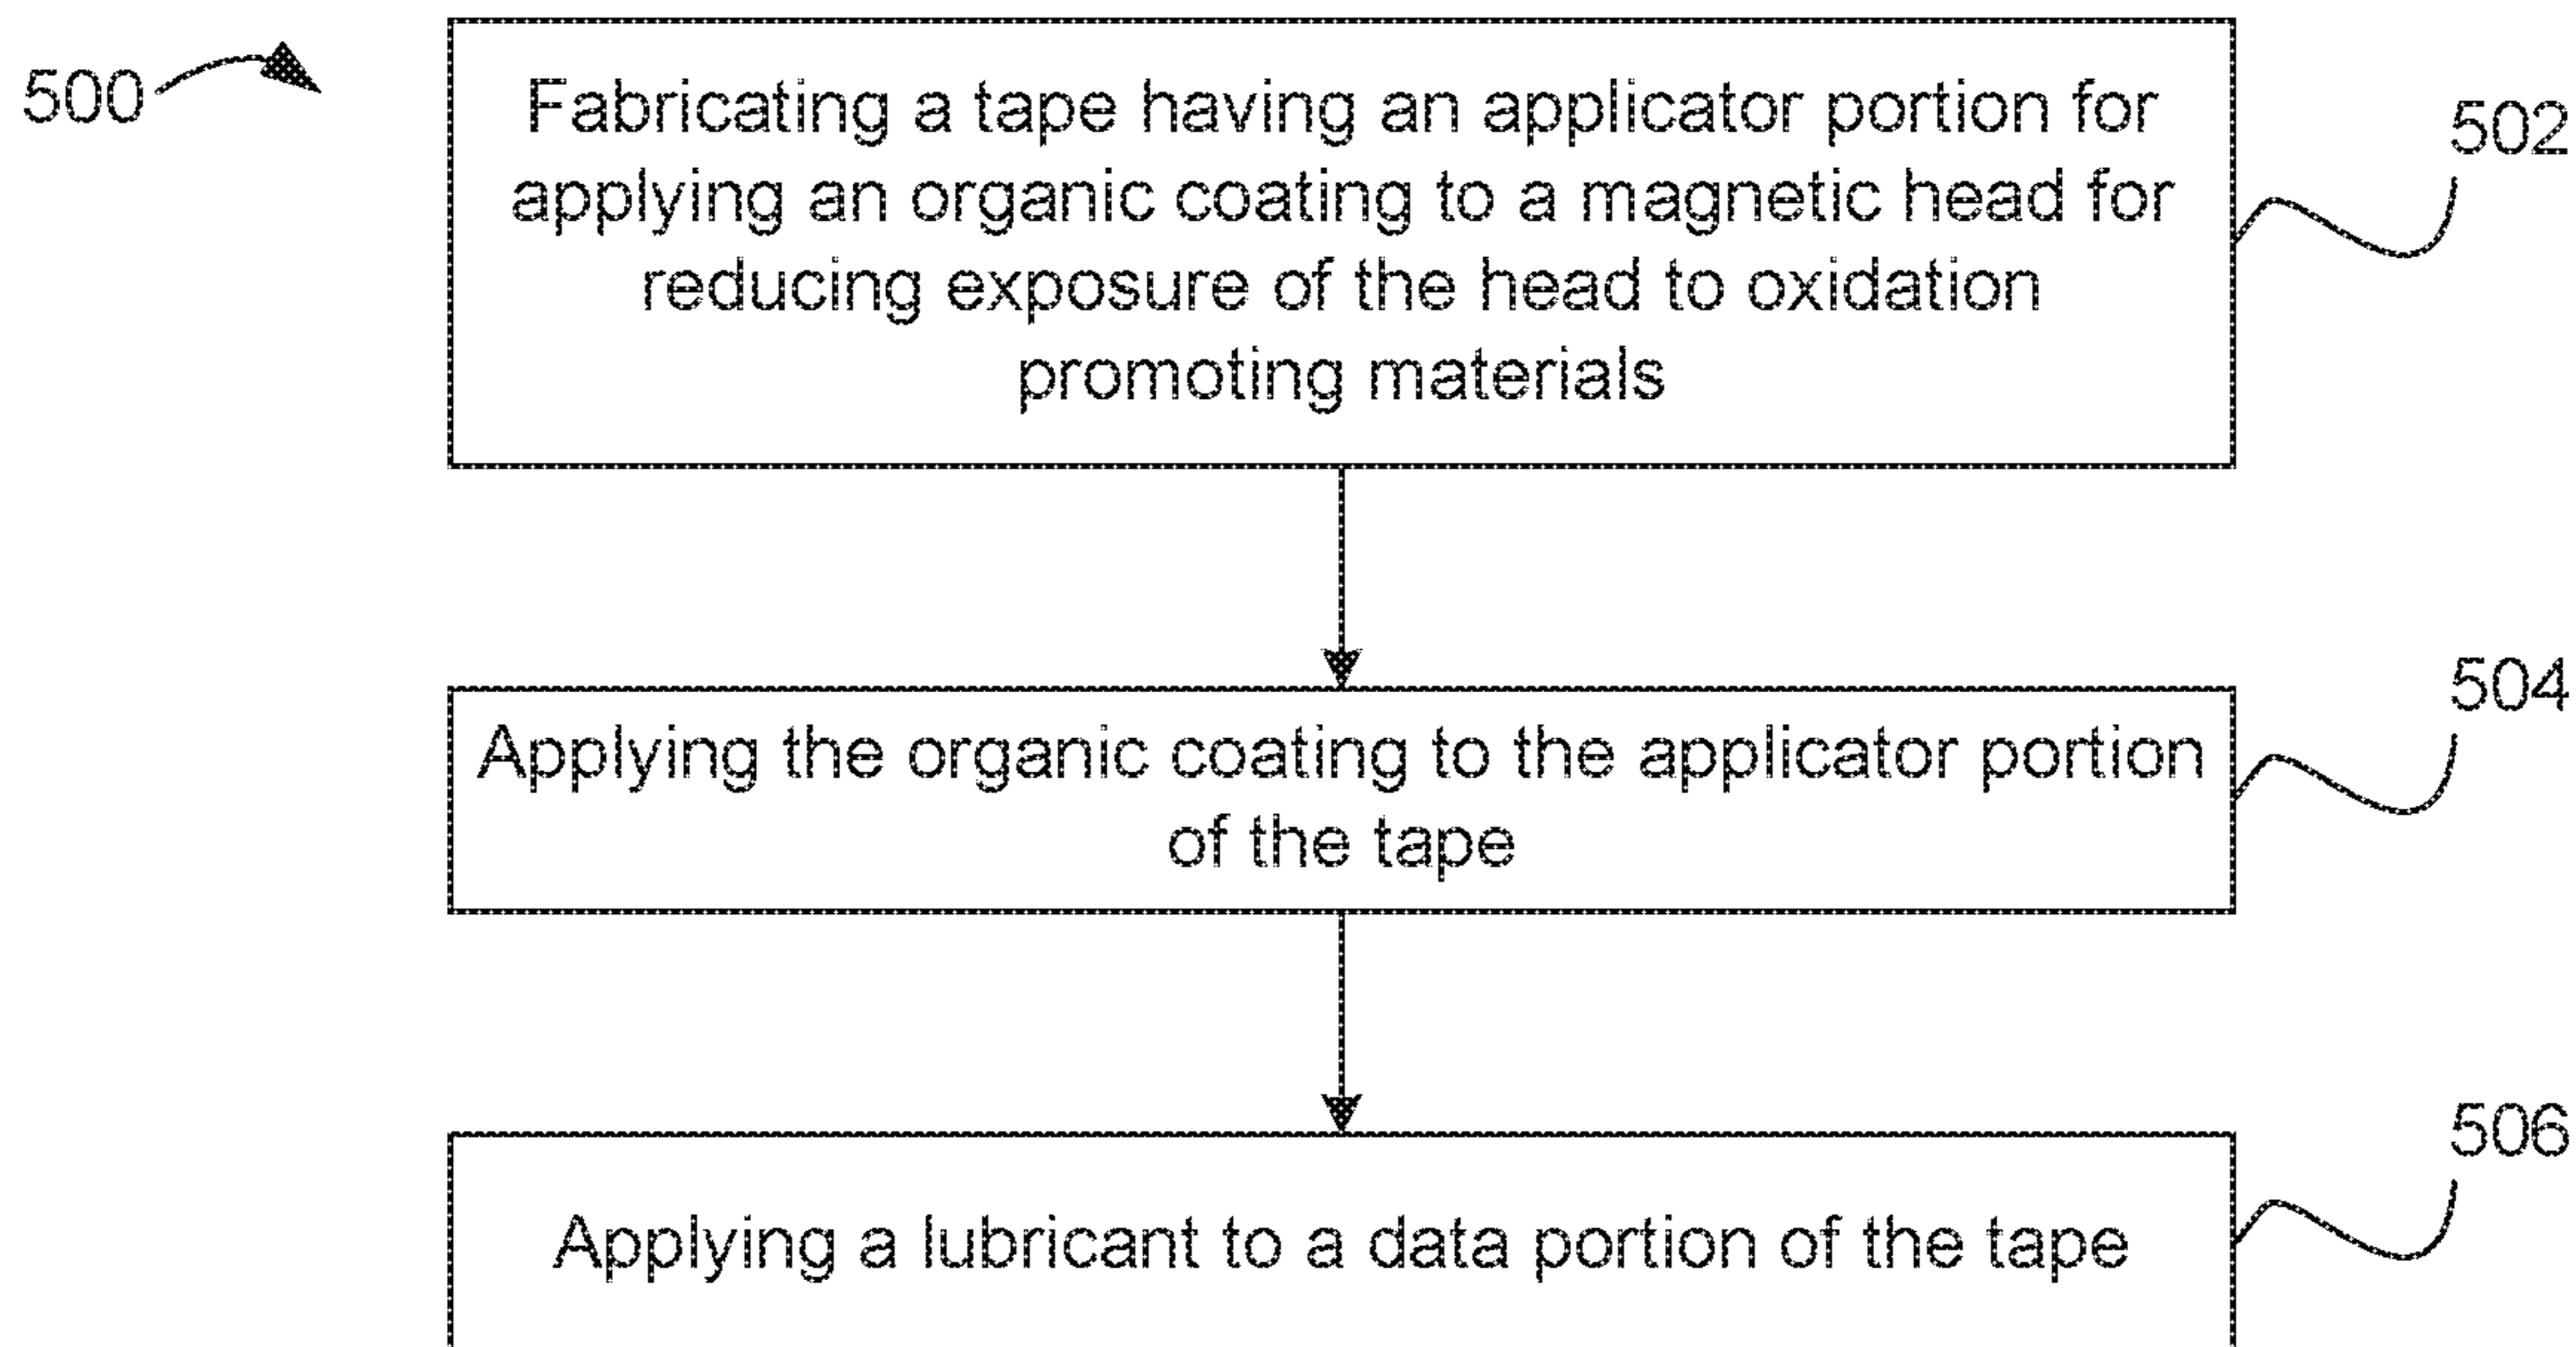 500
Fabricating a tape having an applicator portion for
applying an organic coating to a magnetic head for
reducing exposure of the head to oxidation
promoting materials
502
Applying the organic coating to the applicator portion
of the tape
504
Applying a lubricant to a data portion of the tape
506